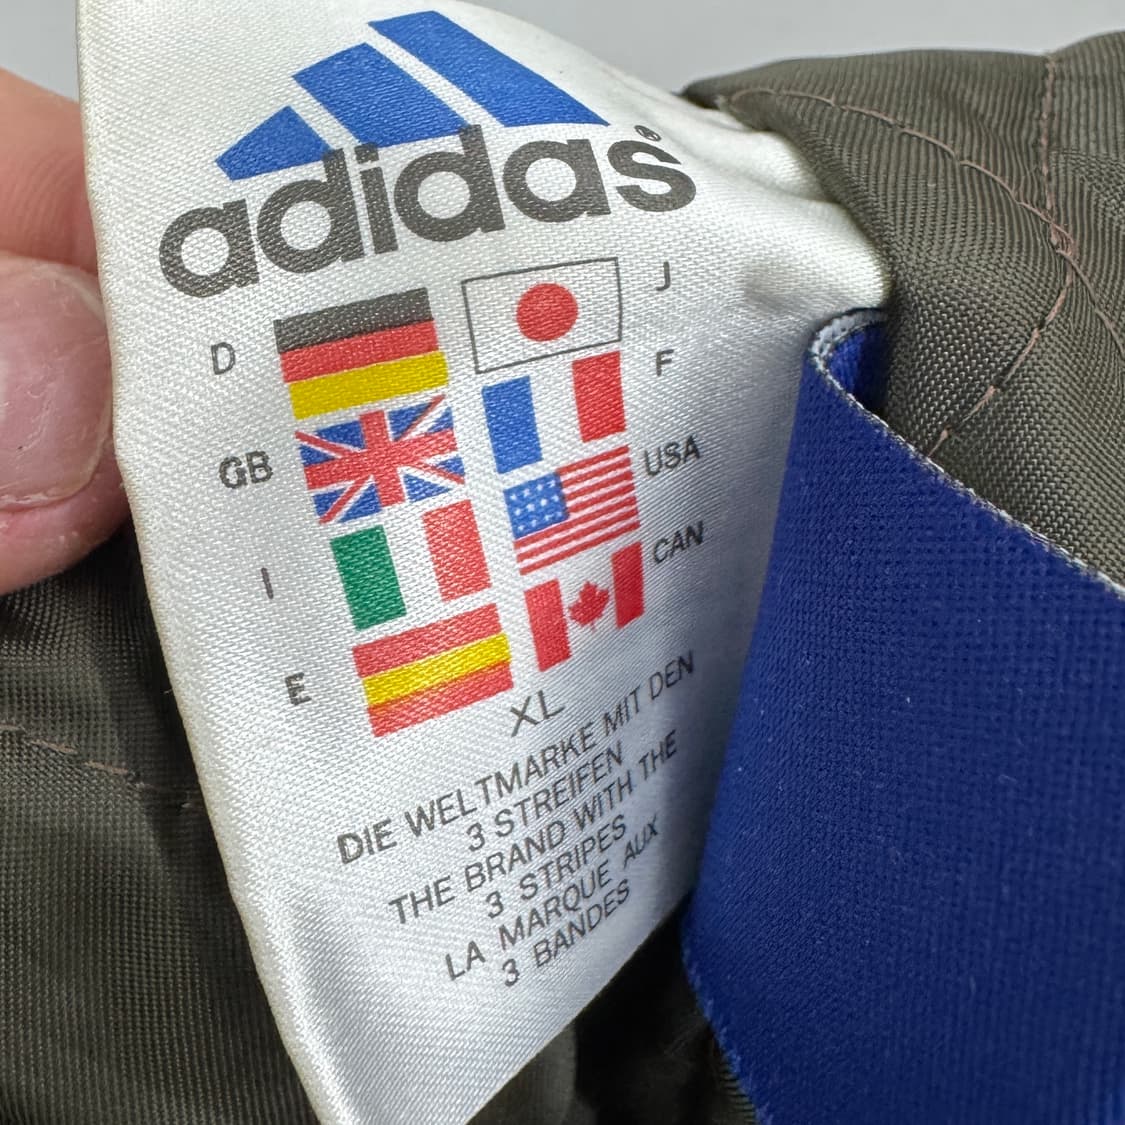 adidas®
J
D
F
GB
USA
I
CAN
E
XL
DIE WELTMARKE MIT DEN
3 STREIFEN
THE BRAND WITH THE
3 STRIPES
LA MARQUE AUX
3 BANDES